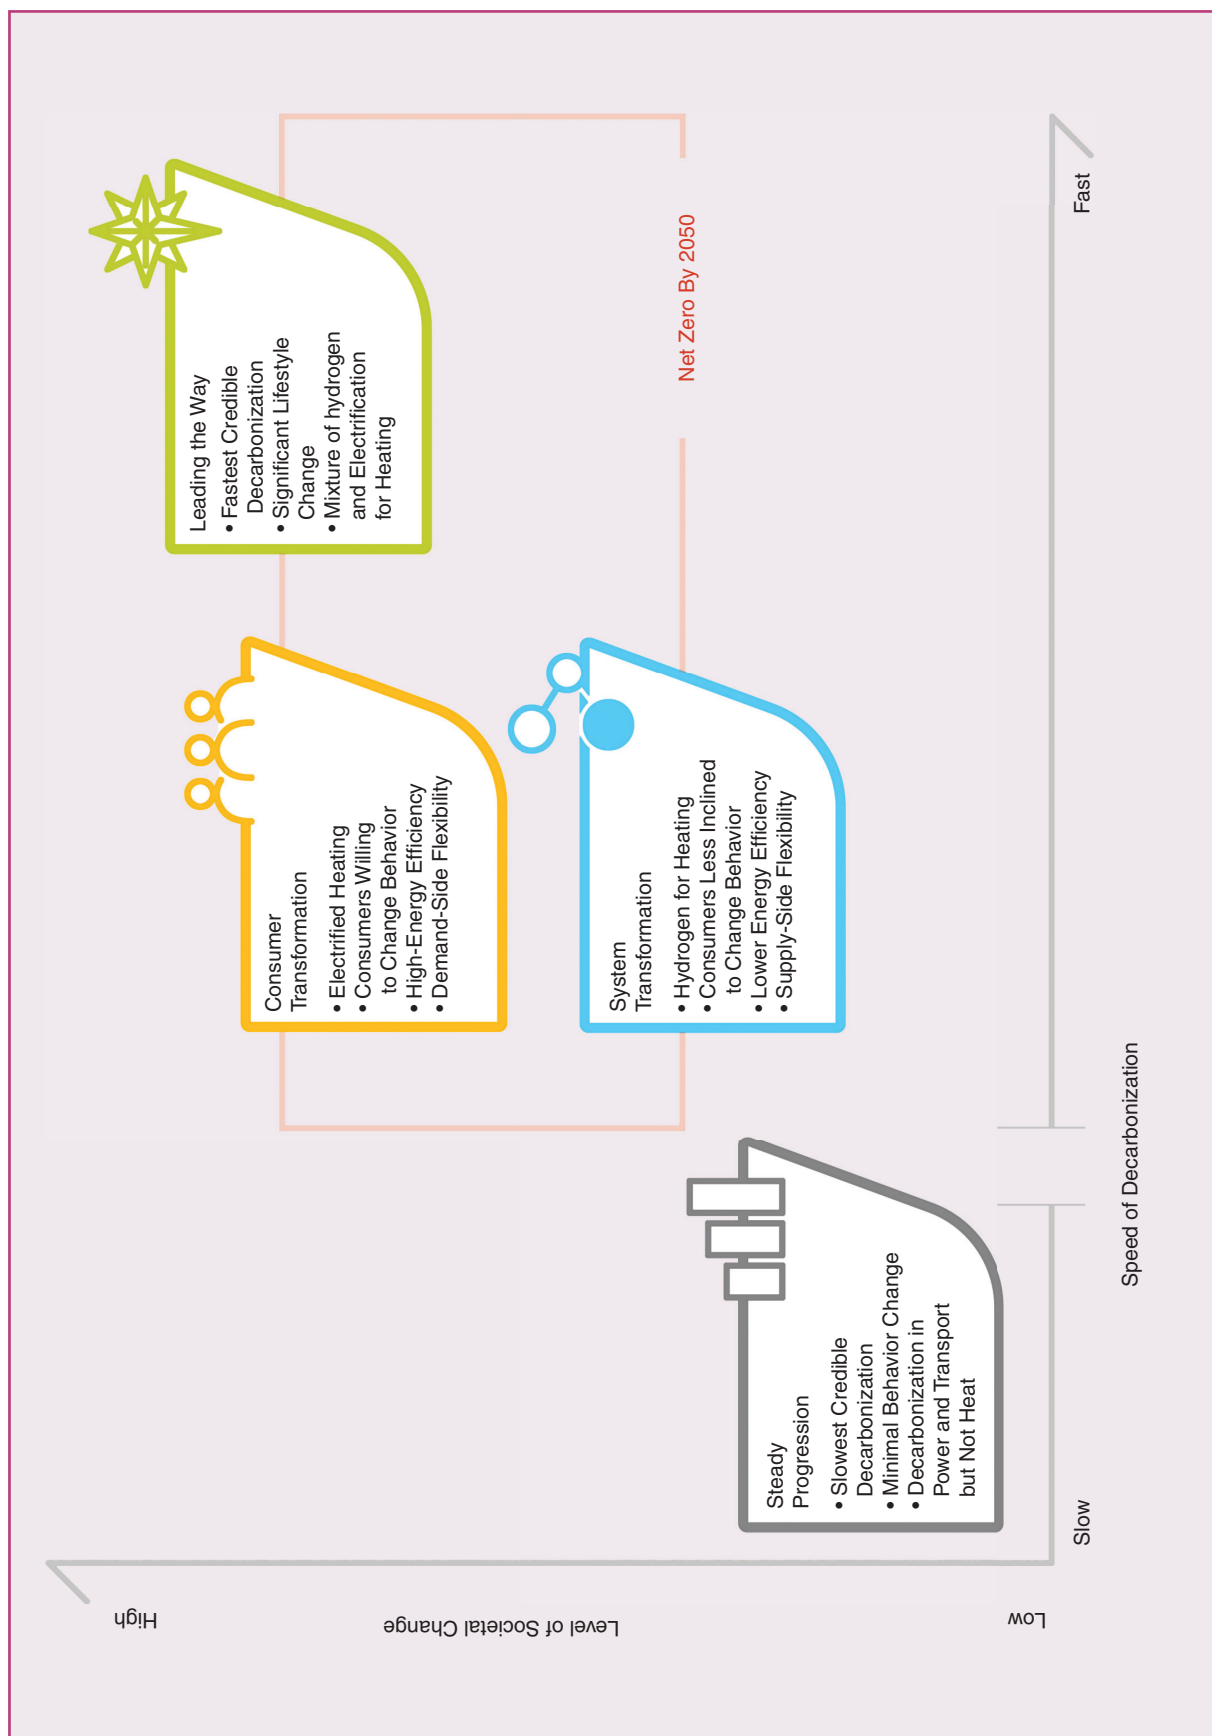 High
Level of Societal Change
Low
Leading the Way
• Fastest Credible
Decarbonization
• Significant Lifestyle
Change
• Mixture of hydrogen
and Electrification
for Heating
Consumer
Transformation
• Electrified Heating
• Consumers Willing
to Change Behavior
• High-Energy Efficiency
• Demand-Side Flexibility
System
Transformation
• Hydrogen for Heating
• Consumers Less Inclined
to Change Behavior
• Lower Energy Efficiency
• Supply-Side Flexibility
Net Zero By 2050
Steady
Progression
• Slowest Credible
Decarbonization
• Minimal Behavior Change
• Decarbonization in
Power and Transport
but Not Heat
Slow
Fast
Speed of Decarbonization